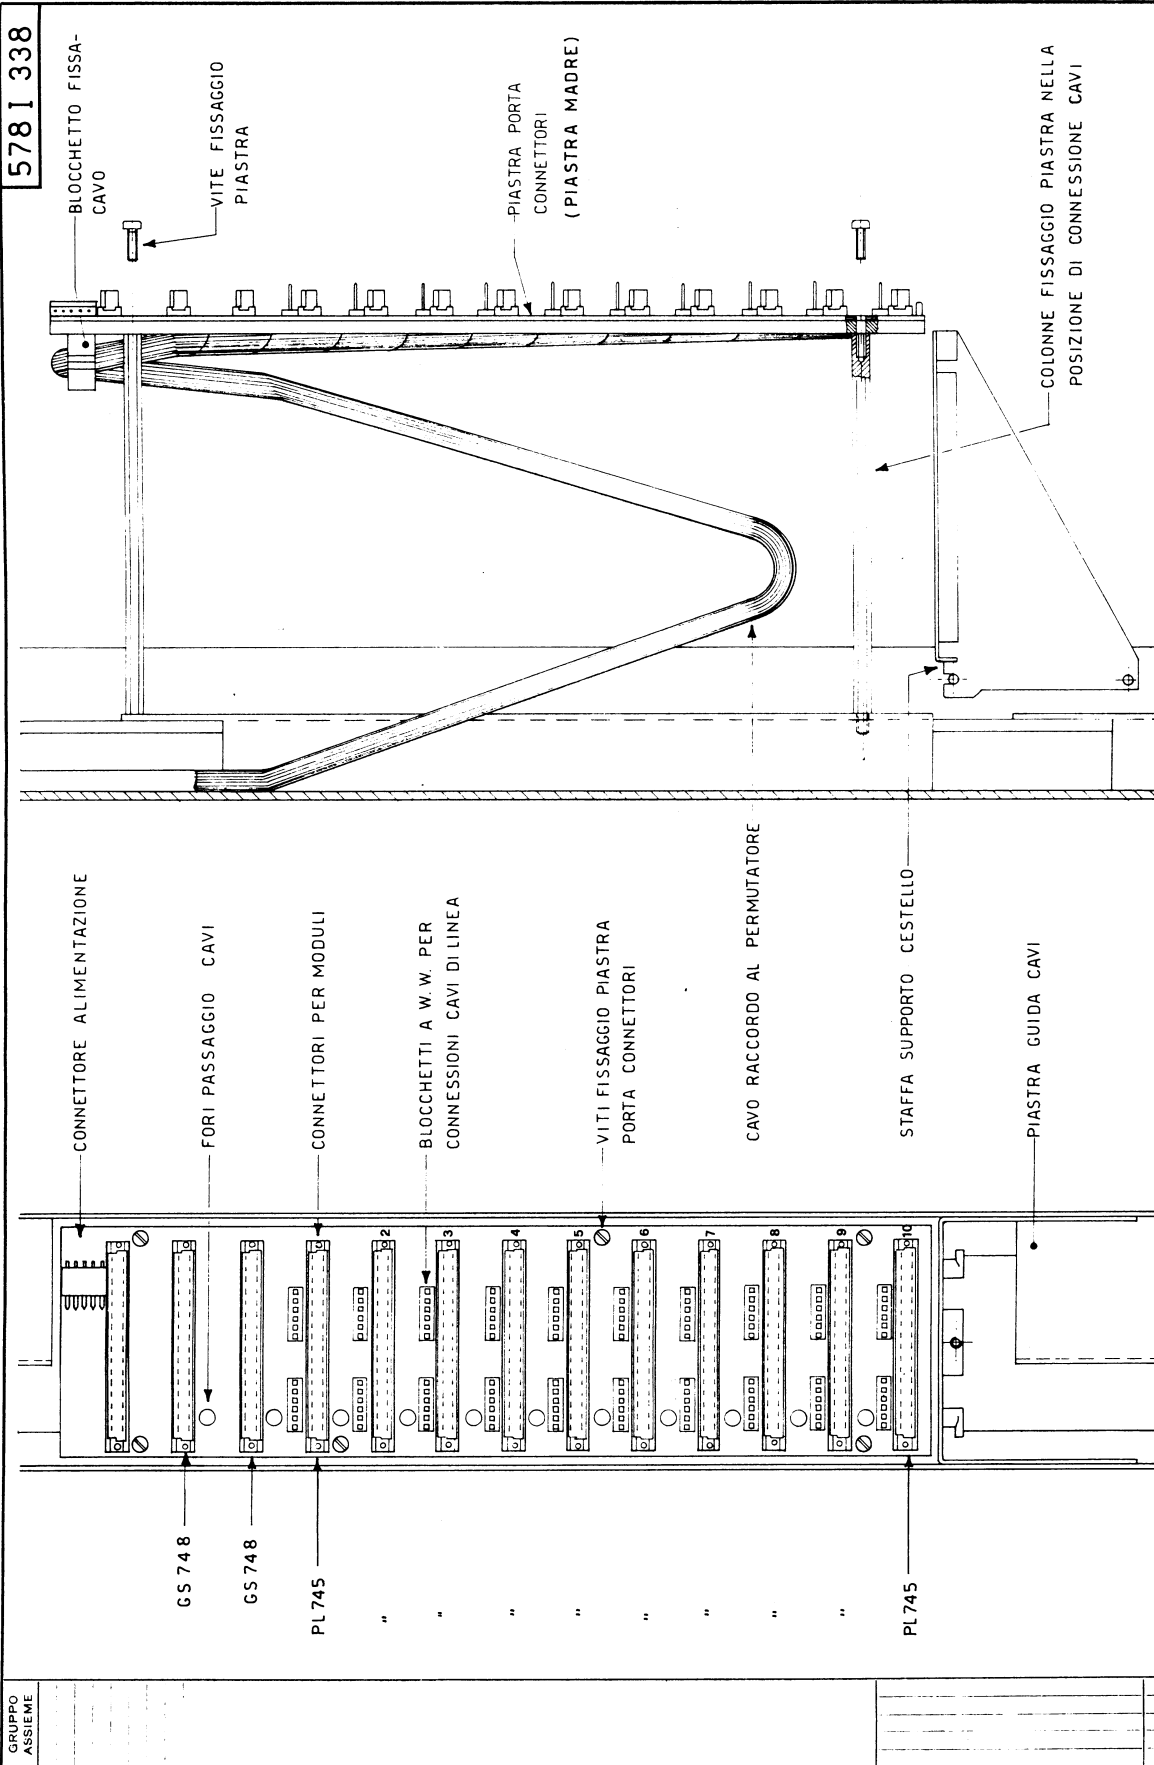 578 I 338
BLOCCHETTO FISSA-
CAVO
VITE FISSAGGIO
PIASTRA
PIASTRA PORTA
CONNETTORI
(PIASTRA MADRE)
COLONNE FISSAGGIO PIASTRA NELLA
POSIZIONE DI CONNESSIONE CAVI
CONNETTORE ALIMENTAZIONE
FORI PASSAGGIO CAVI
CONNETTORI PER MODULI
BLOCCHETTI A W.W. PER
CONNESSIONI CAVI DI LINEA
VITI FISSAGGIO PIASTRA
PORTA CONNETTORI
CAVO RACCORDO AL PERMUTATORE
STAFFA SUPPORTO CESTELLO
PIASTRA GUIDA CAVI
2
3
4
5
6
7
8
9
10
GS 748
GS 748
PL 745
"
"
"
"
"
"
"
"
PL 745
GRUPPO
ASSIEME